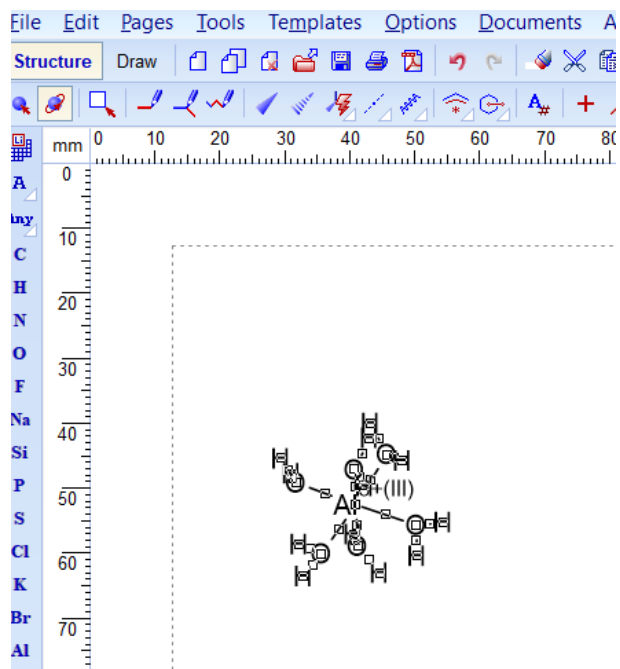 File Edit Pages Tools Templates Options Documents A
Structure Draw
mm 0 10 20 30 40 50 60 70 80
0
A
Any
10
C
H
20
N
O
30
F
Na
40
Si
P
50
S
Cl
60
K
Br
70
Al
H
H
H
O
H
O
O
(III)
A
O
H
H
H
O
O
H
H
H